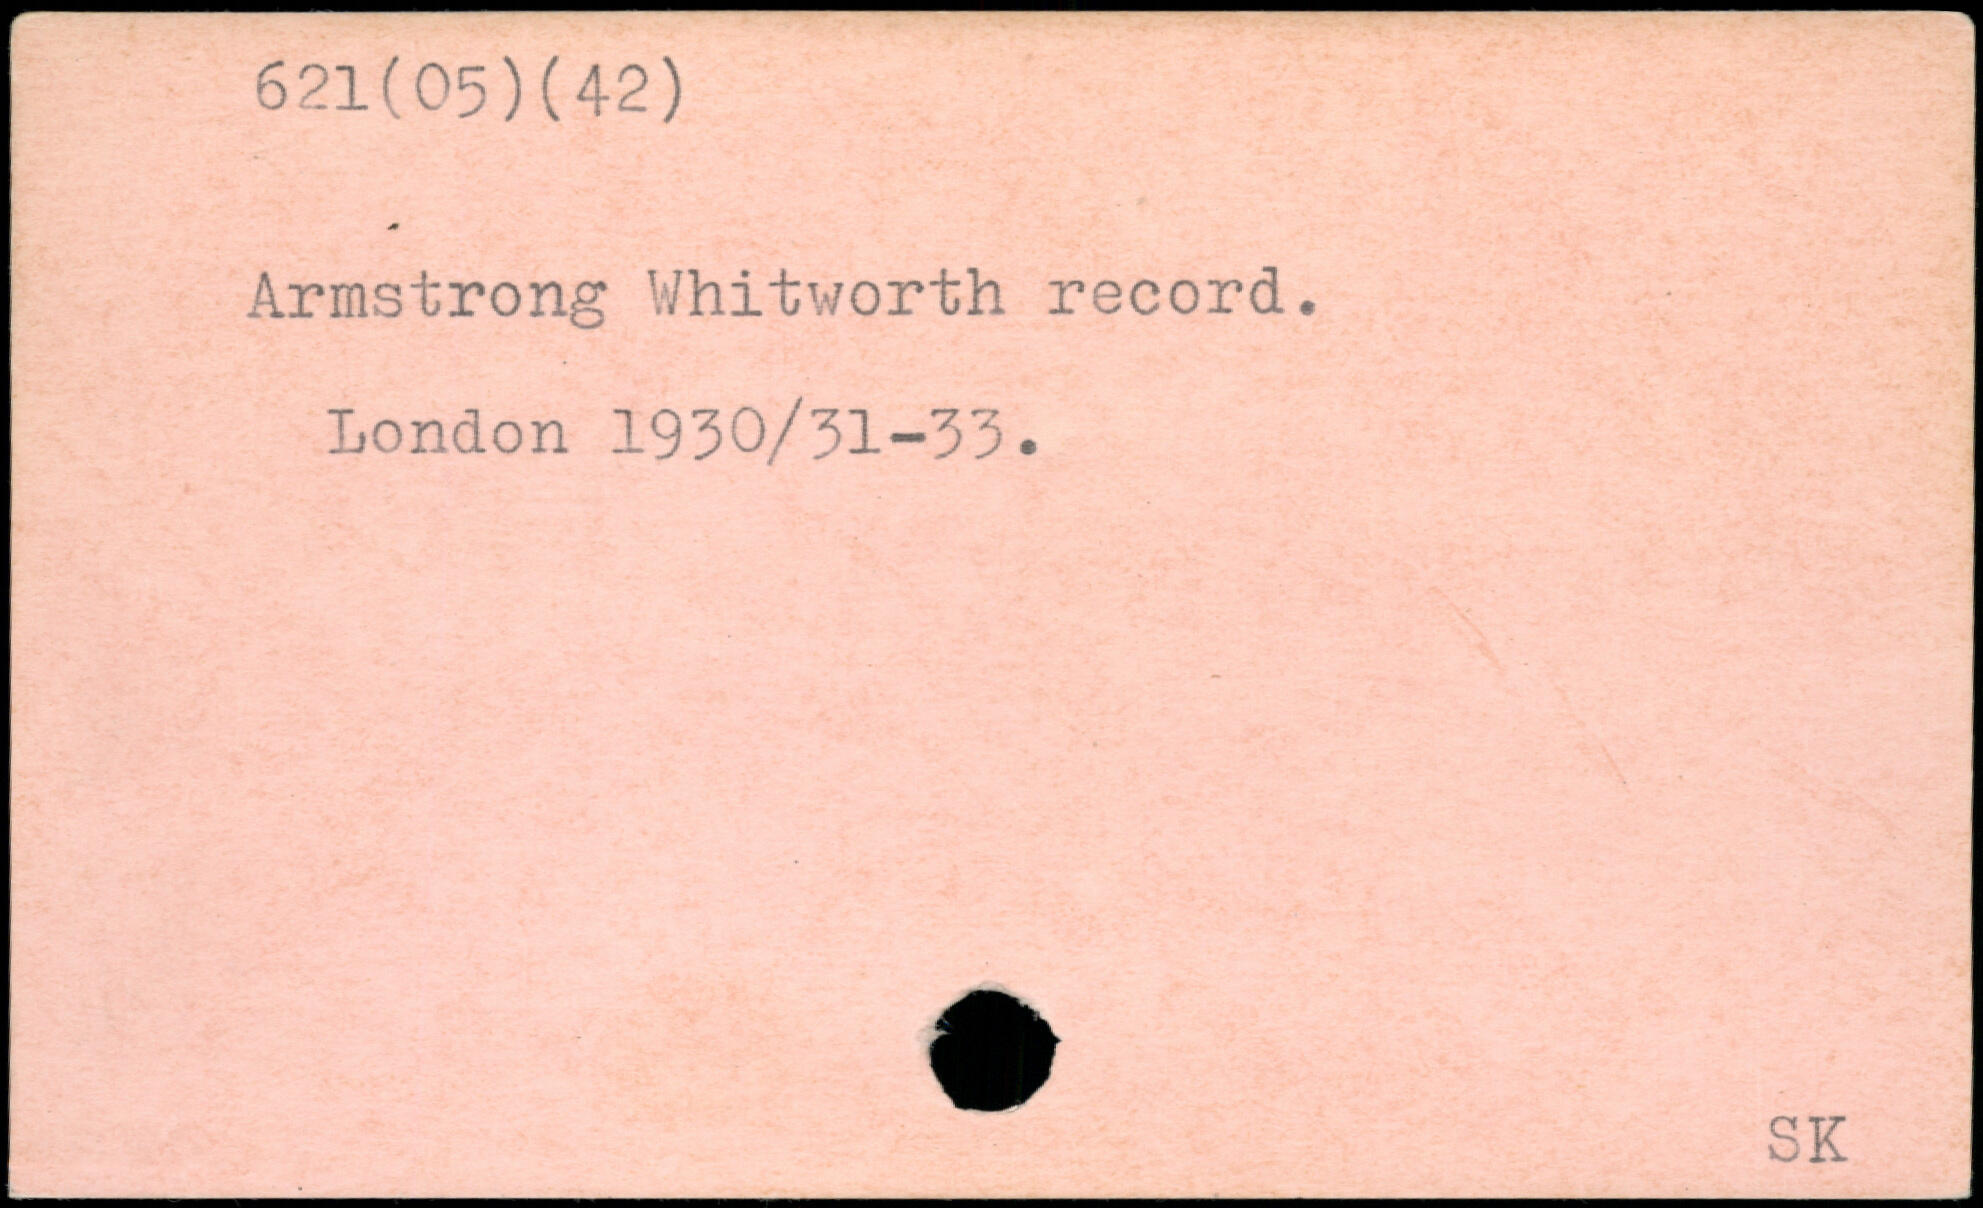 621(05)(42)
Armstrong Whitworth record.
London 1930/31-33.
SK